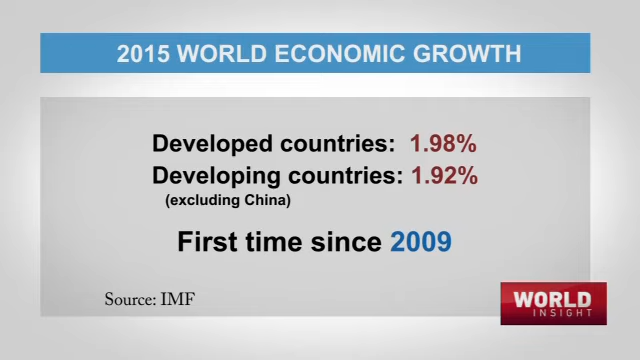 2015 WORLD ECONOMIC GROWTH
Developed countries: 1.98%
Developing countries: 1.92%
(excluding China)
First time since 2009
Source: IMF
WORLD
INSIGHT